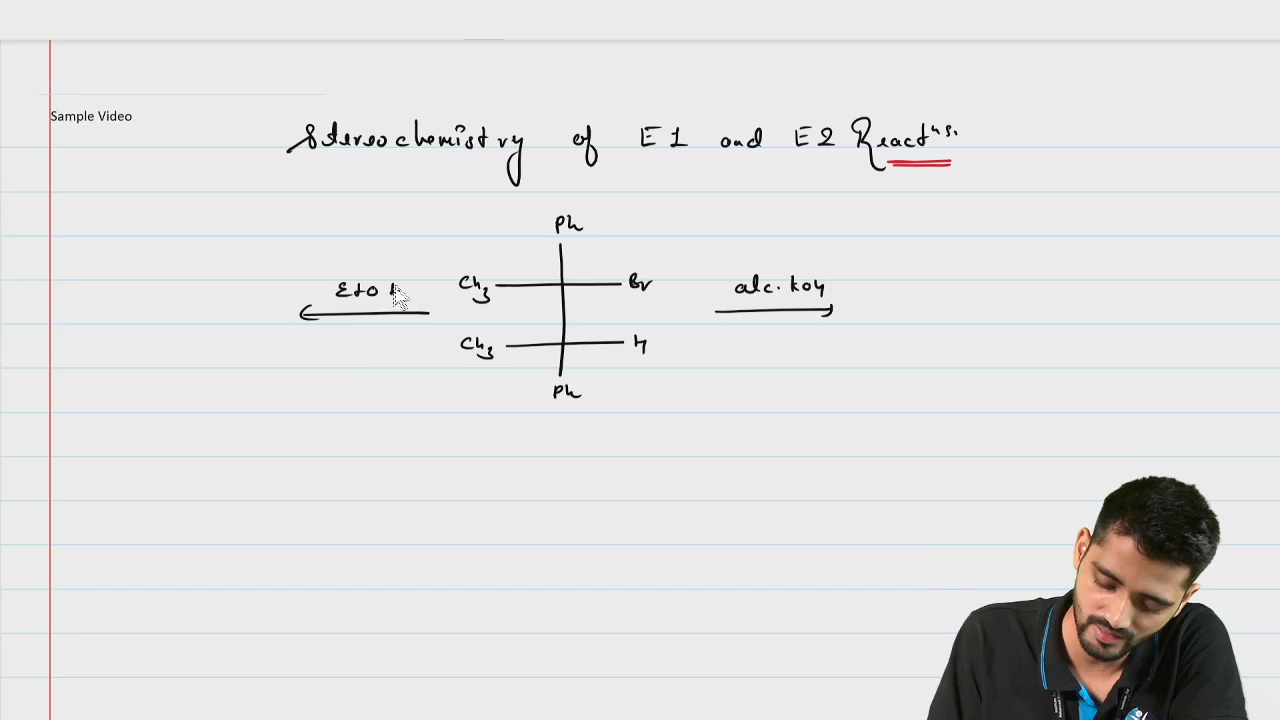 Sample Video
Stereochemistry of E1 and E2 Reactns.
Ph
EtO
CH3 Br
alc. KOH
CH3 H
Ph